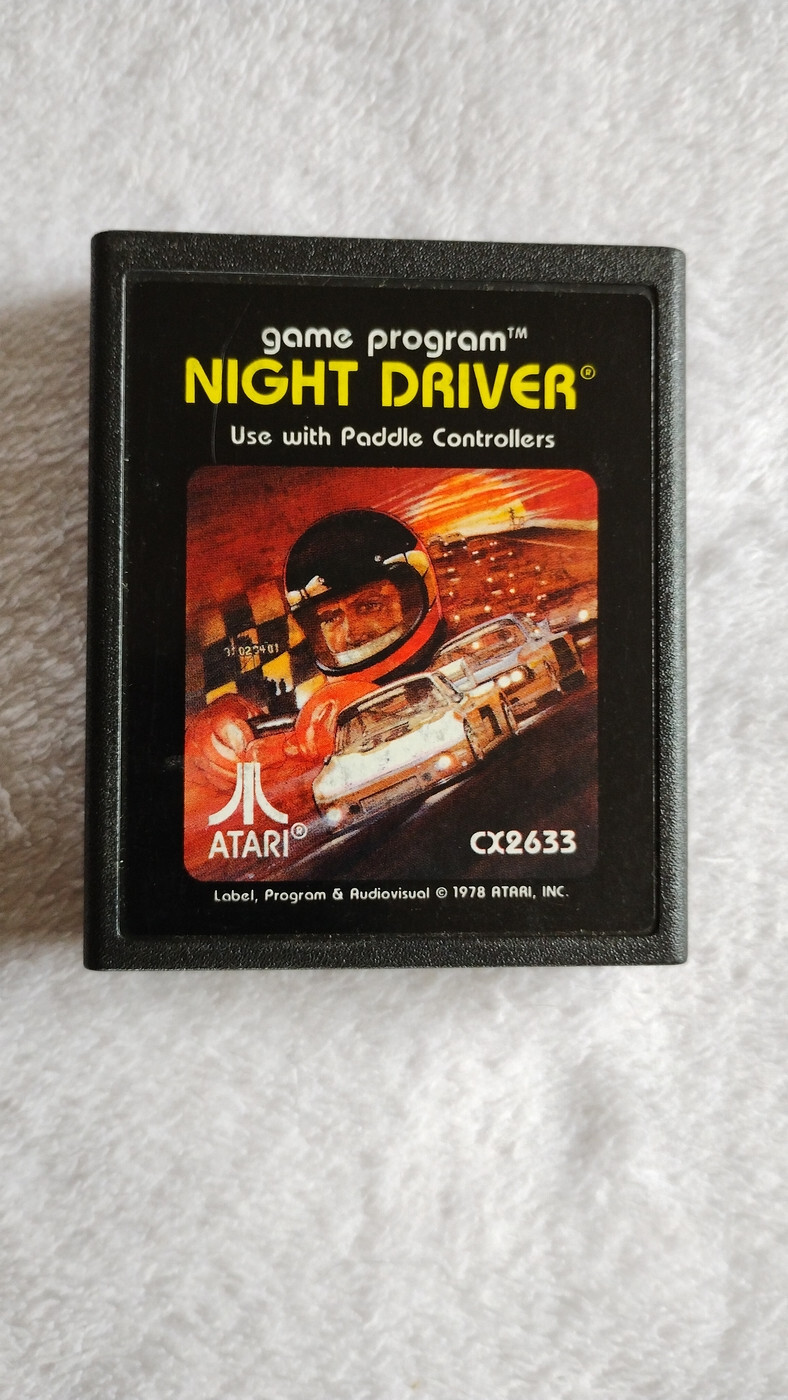 game program™
NIGHT DRIVER®
Use with Paddle Controllers
ATARI®
CX2633
Label, Program & Audiovisual © 1978 ATARI, INC.